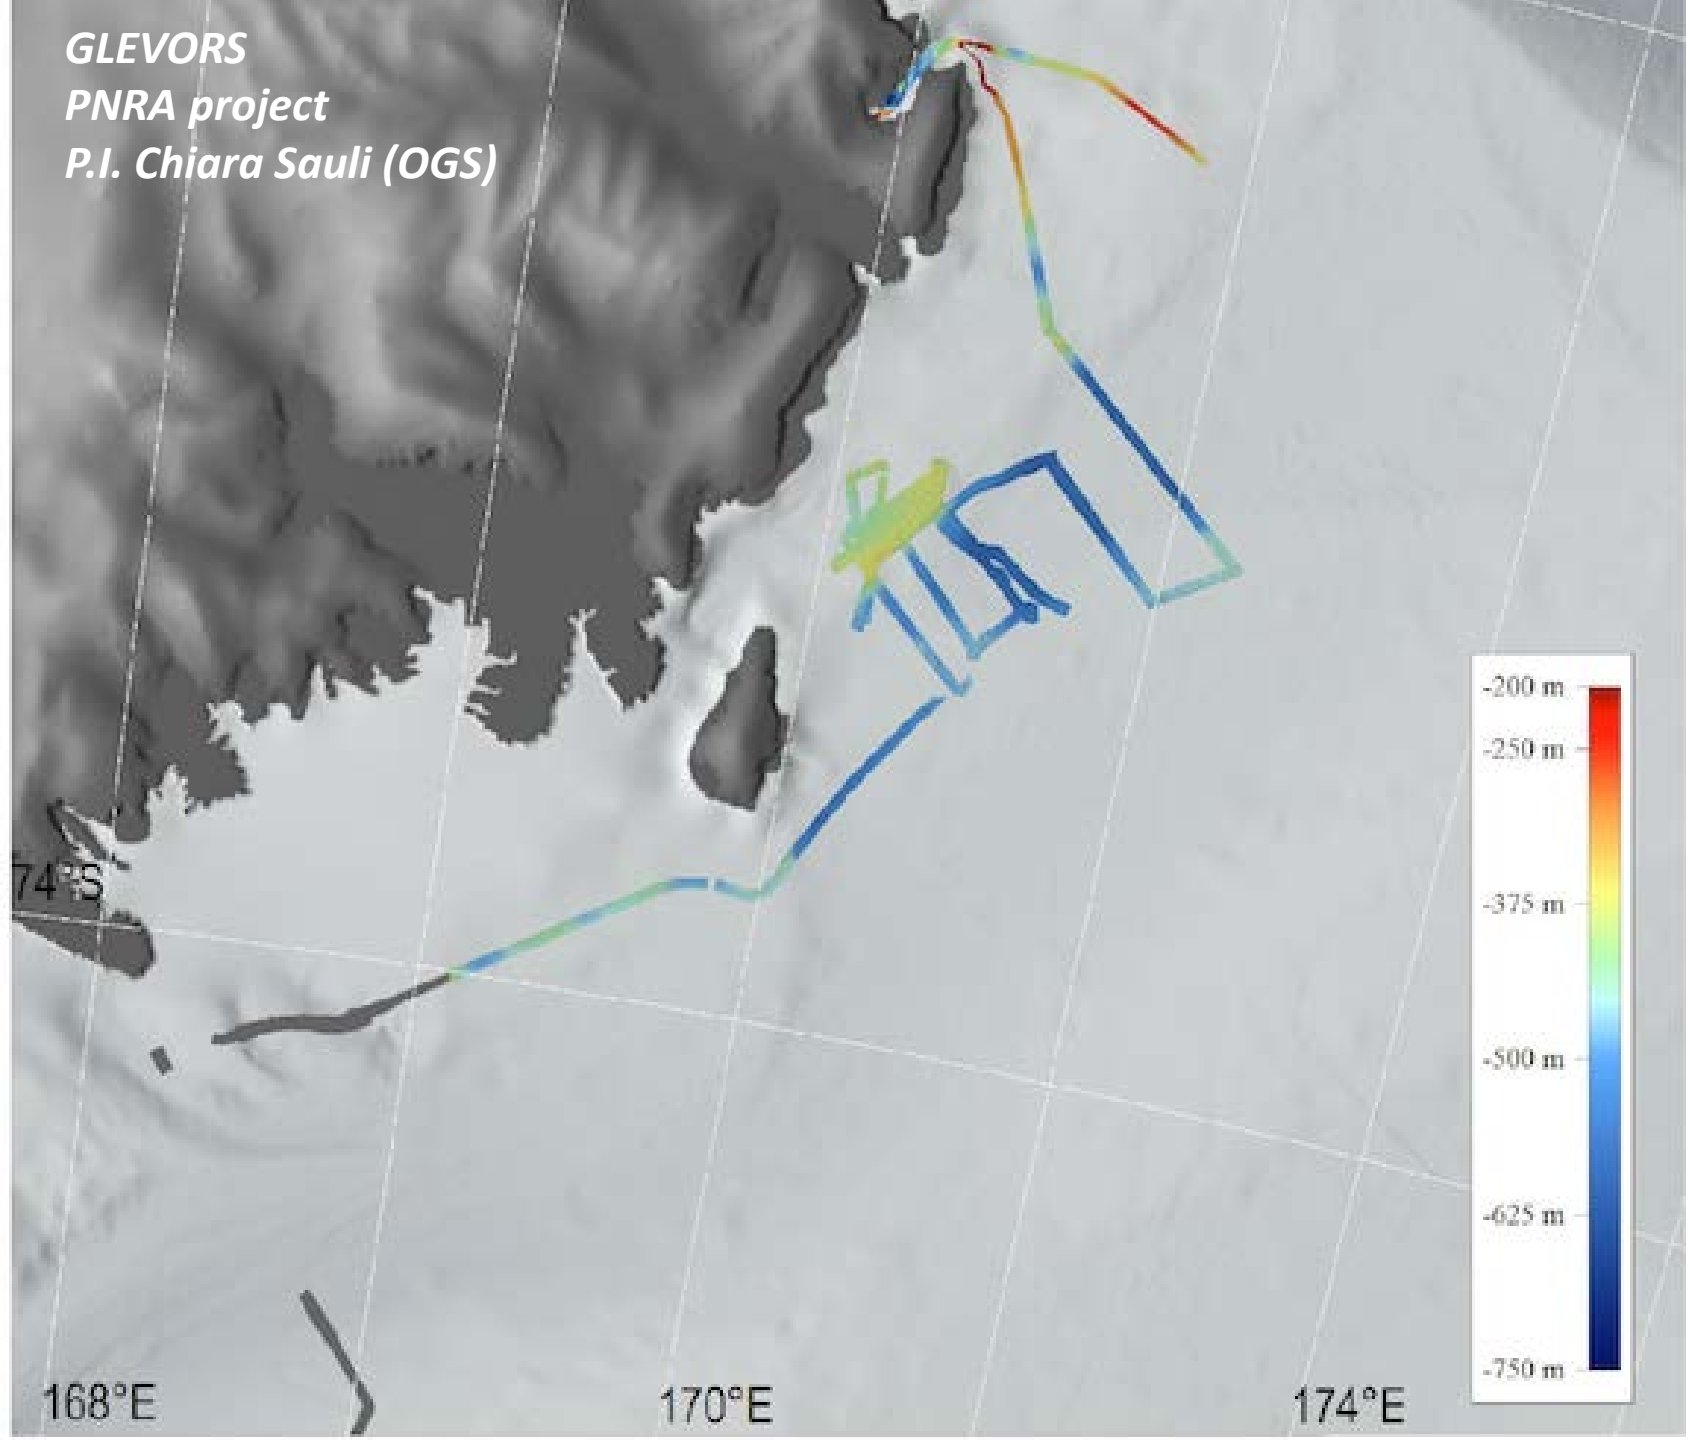 GLEVORS
PNRA project
P.I. Chiara Sauli (OGS)
-200 m
-250 m
-375 m
-500 m
-625 m
-750 m
74°S
168°E
170°E
174°E